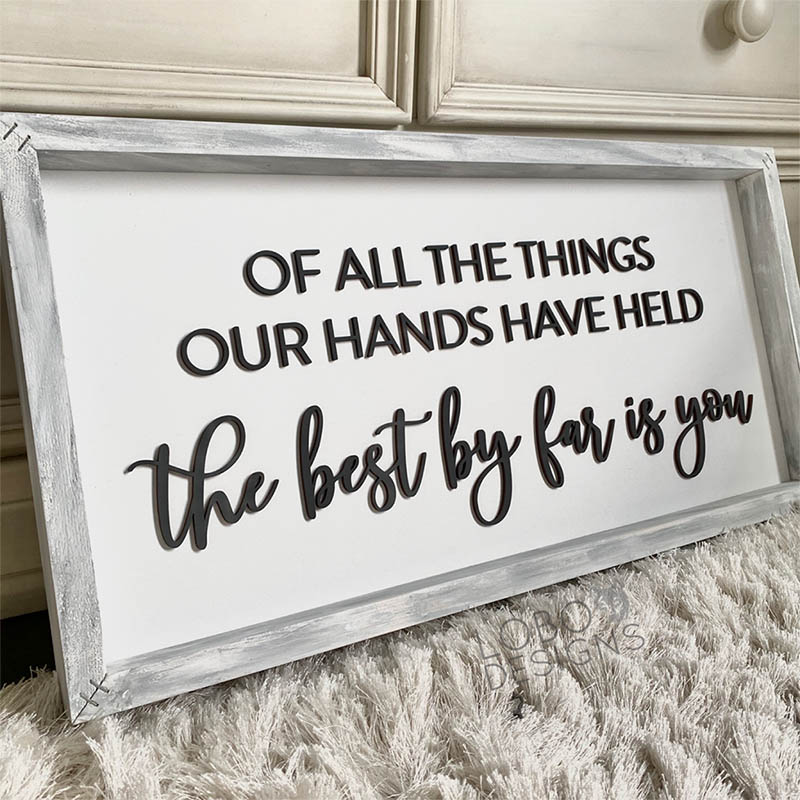 OF ALL THE THINGS
OUR HANDS HAVE HELD
the best by far is you
LOBO
DESIGNS